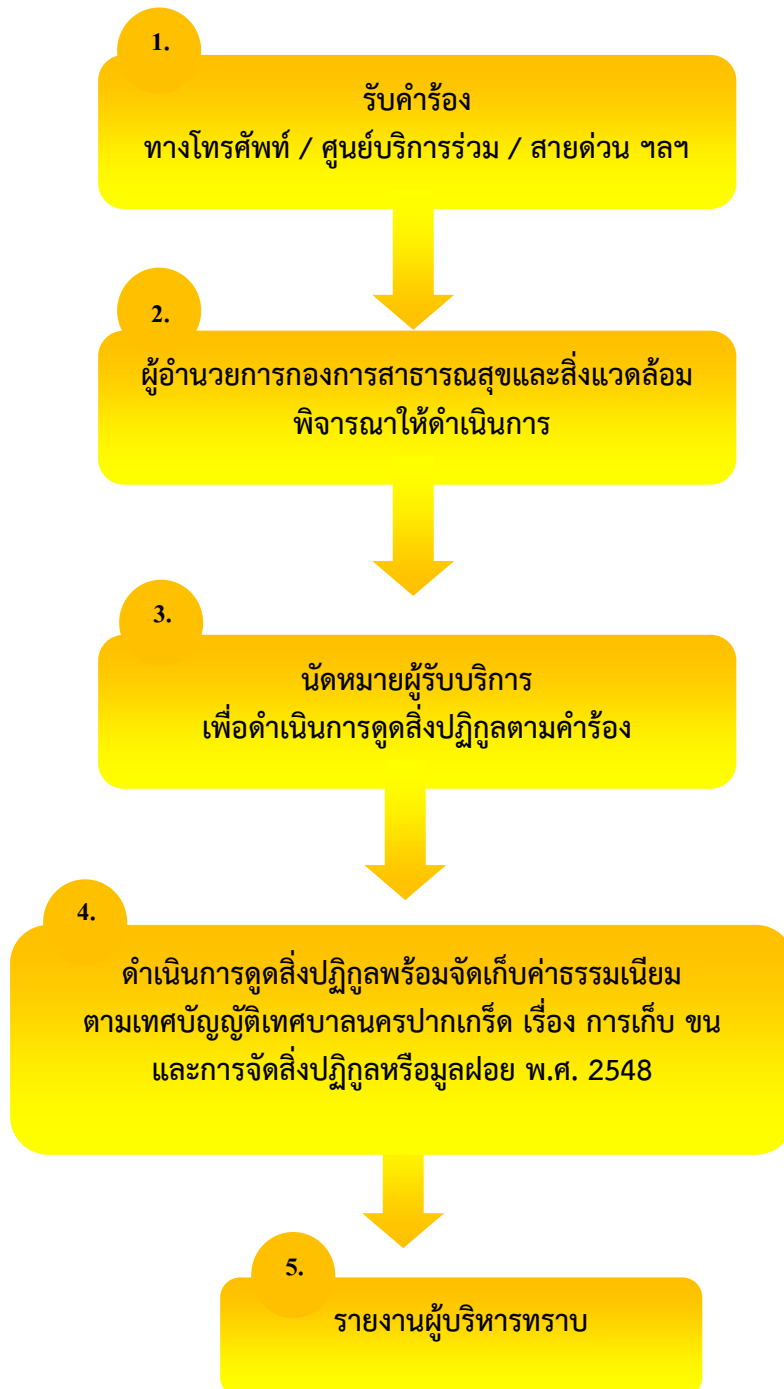 1.
รับคำร้อง
ทางโทรศัพท์ / ศูนย์บริการร่วม / สายด่วน ฯลฯ
2.
ผู้อำนวยการกองการสาธารณสุขและสิ่งแวดล้อม
พิจารณาให้ดำเนินการ
3.
นัดหมายผู้รับบริการ
เพื่อดำเนินการดูดสิ่งปฏิกูลตามคำร้อง
4.
ดำเนินการดูดสิ่งปฏิกูลพร้อมจัดเก็บค่าธรรมเนียม
ตามเทศบัญญัติเทศบาลนครปากเกร็ด เรื่อง การเก็บ ขน
และการจัดสิ่งปฏิกูลหรือมูลฝอย พ.ศ. 2548
5.
รายงานผู้บริหารทราบ